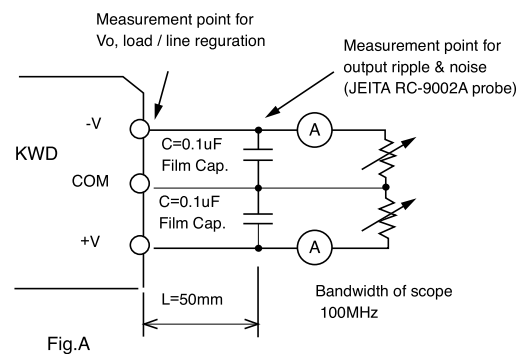 Measurement point for
Vo, load / line reguration
Measurement point for
output ripple & noise
(JEITA RC-9002A probe)
-V
A
C=0.1uF
Film Cap.
KWD
COM
C=0.1uF
Film Cap.
+V
A
L=50mm
Bandwidth of scope
100MHz
Fig.A